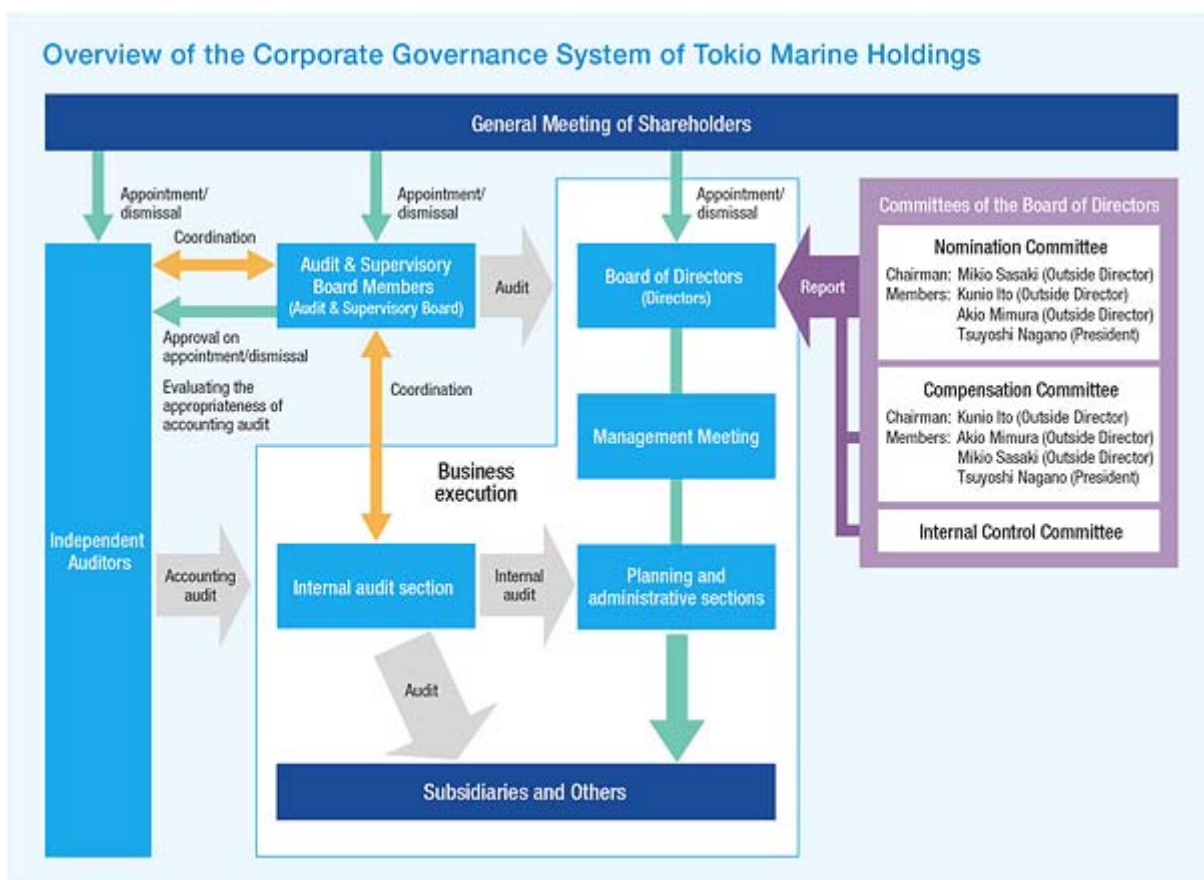 Overview of the Corporate Governance System of Tokio Marine Holdings
General Meeting of Shareholders
Appointment/
dismissal
Appointment/
dismissal
Appointment/
dismissal
Coordination
Audit & Supervisory
Board Members
(Audit & Supervisory Board)
Audit
Board of Directors
(Directors)
Report
Committees of the Board of Directors
Nomination Committee
Chairman: Mikio Sasaki (Outside Director)
Members: Kunio Ito (Outside Director)
Akio Mimura (Outside Director)
Tsuyoshi Nagano (President)
Compensation Committee
Chairman: Kunio Ito (Outside Director)
Members: Akio Mimura (Outside Director)
Mikio Sasaki (Outside Director)
Tsuyoshi Nagano (President)
Internal Control Committee
Approval on
appointment/dismissal
Evaluating the
appropriateness of
accounting audit
Coordination
Management Meeting
Business
execution
Independent
Auditors
Accounting
audit
Internal audit section
Internal
audit
Planning and
administrative sections
Audit
Subsidiaries and Others